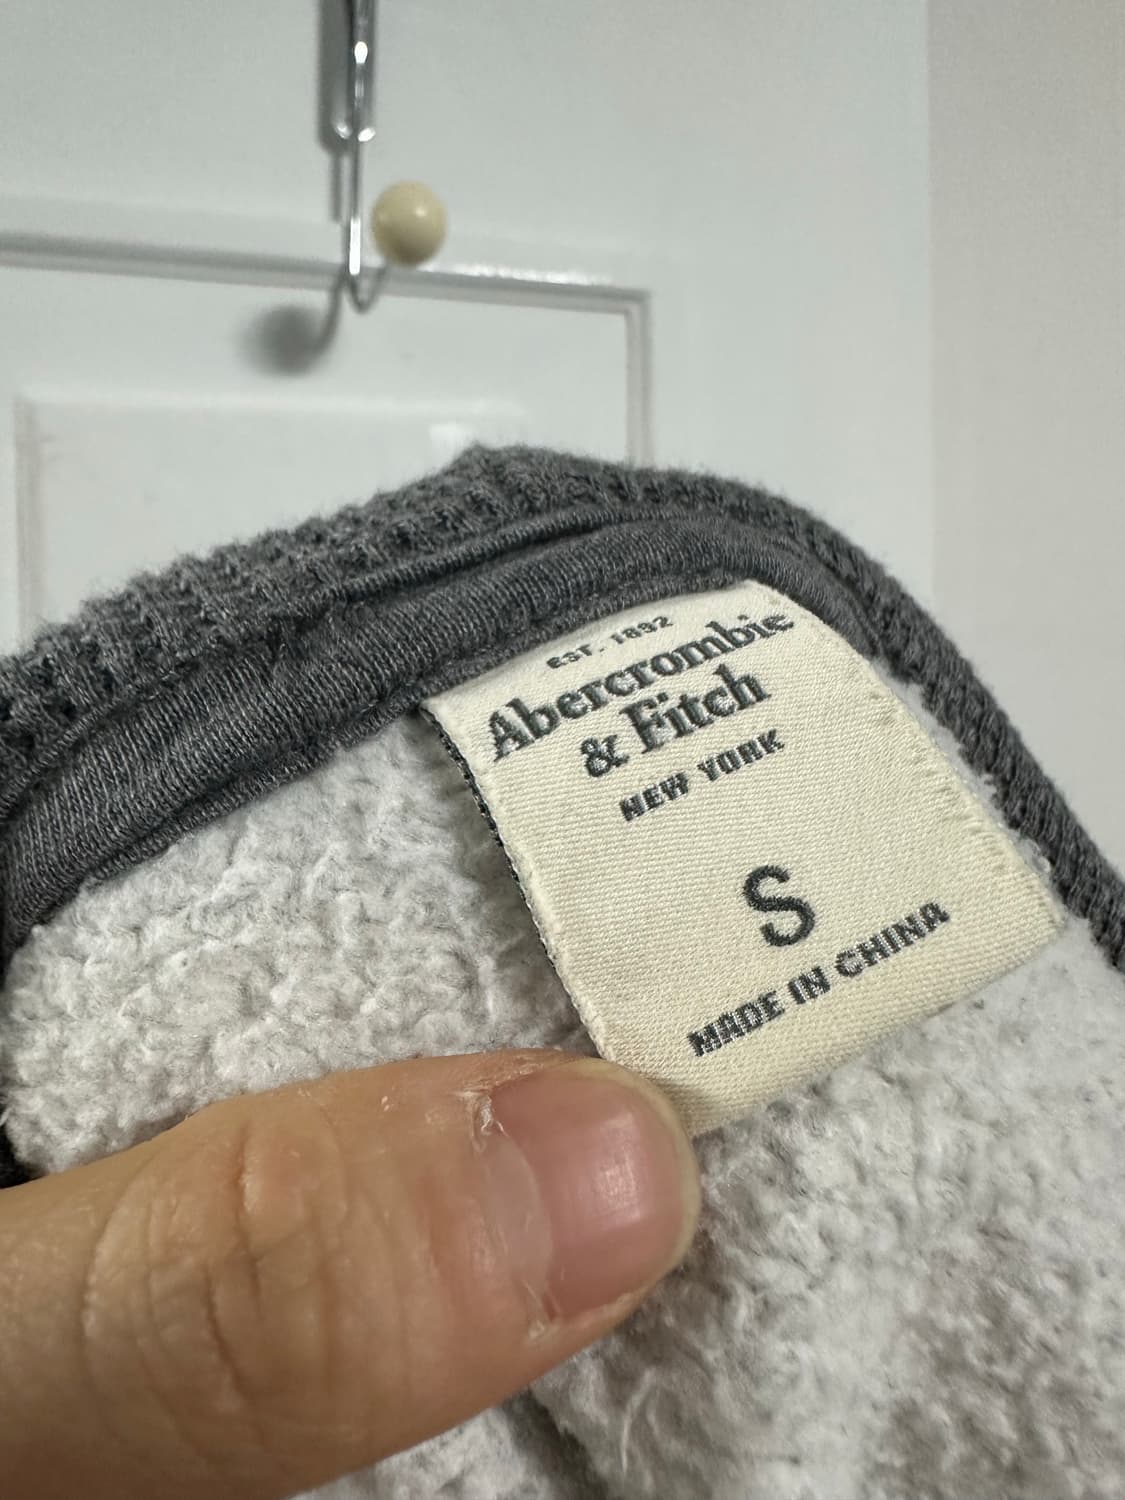 EST. 1892
Abercrombie
& Fitch
NEW YORK
S
MADE IN CHINA